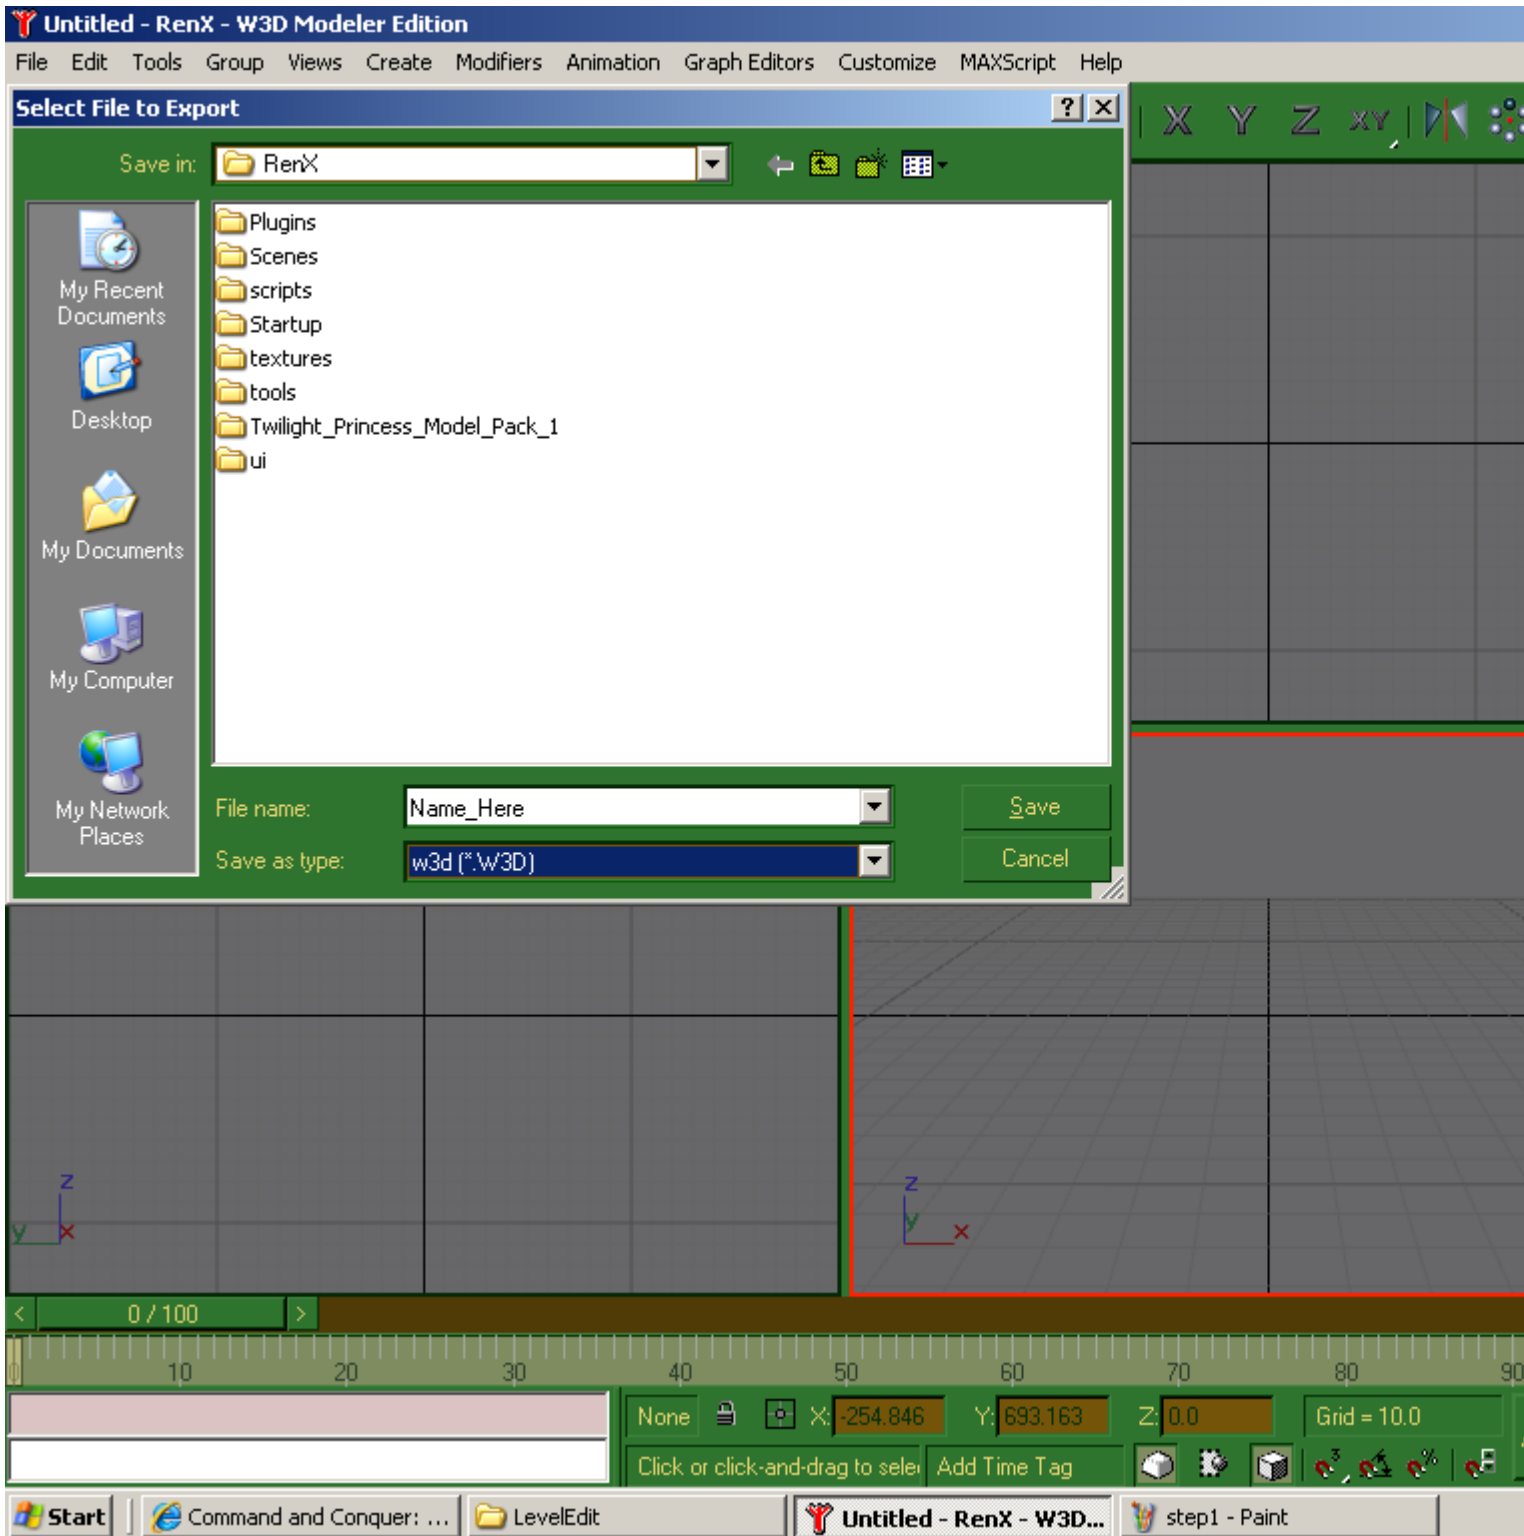 Untitled - RenX - W3D Modeler Edition
File Edit Tools Group Views Create Modifiers Animation Graph Editors Customize MAXScript Help
Select File to Export
X Y Z XY
Save in: RenX
Plugins
Scenes
scripts
Startup
textures
tools
Twilight_Princess_Model_Pack_1
ui
My Recent
Documents
Desktop
My Documents
My Computer
My Network
Places
File name: Name_Here Save
Save as type: w3d (*.W3D) Cancel
z
y x
z
y x
< 0 / 100 >
0 10 20 30 40 50 60 70 80 90
None X: -254.846 Y: 693.163 Z: 0.0 Grid = 10.0
Click or click-and-drag to selec Add Time Tag 3 %
Start Command and Conquer: ... LevelEdit Untitled - RenX - W3D... step1 - Paint